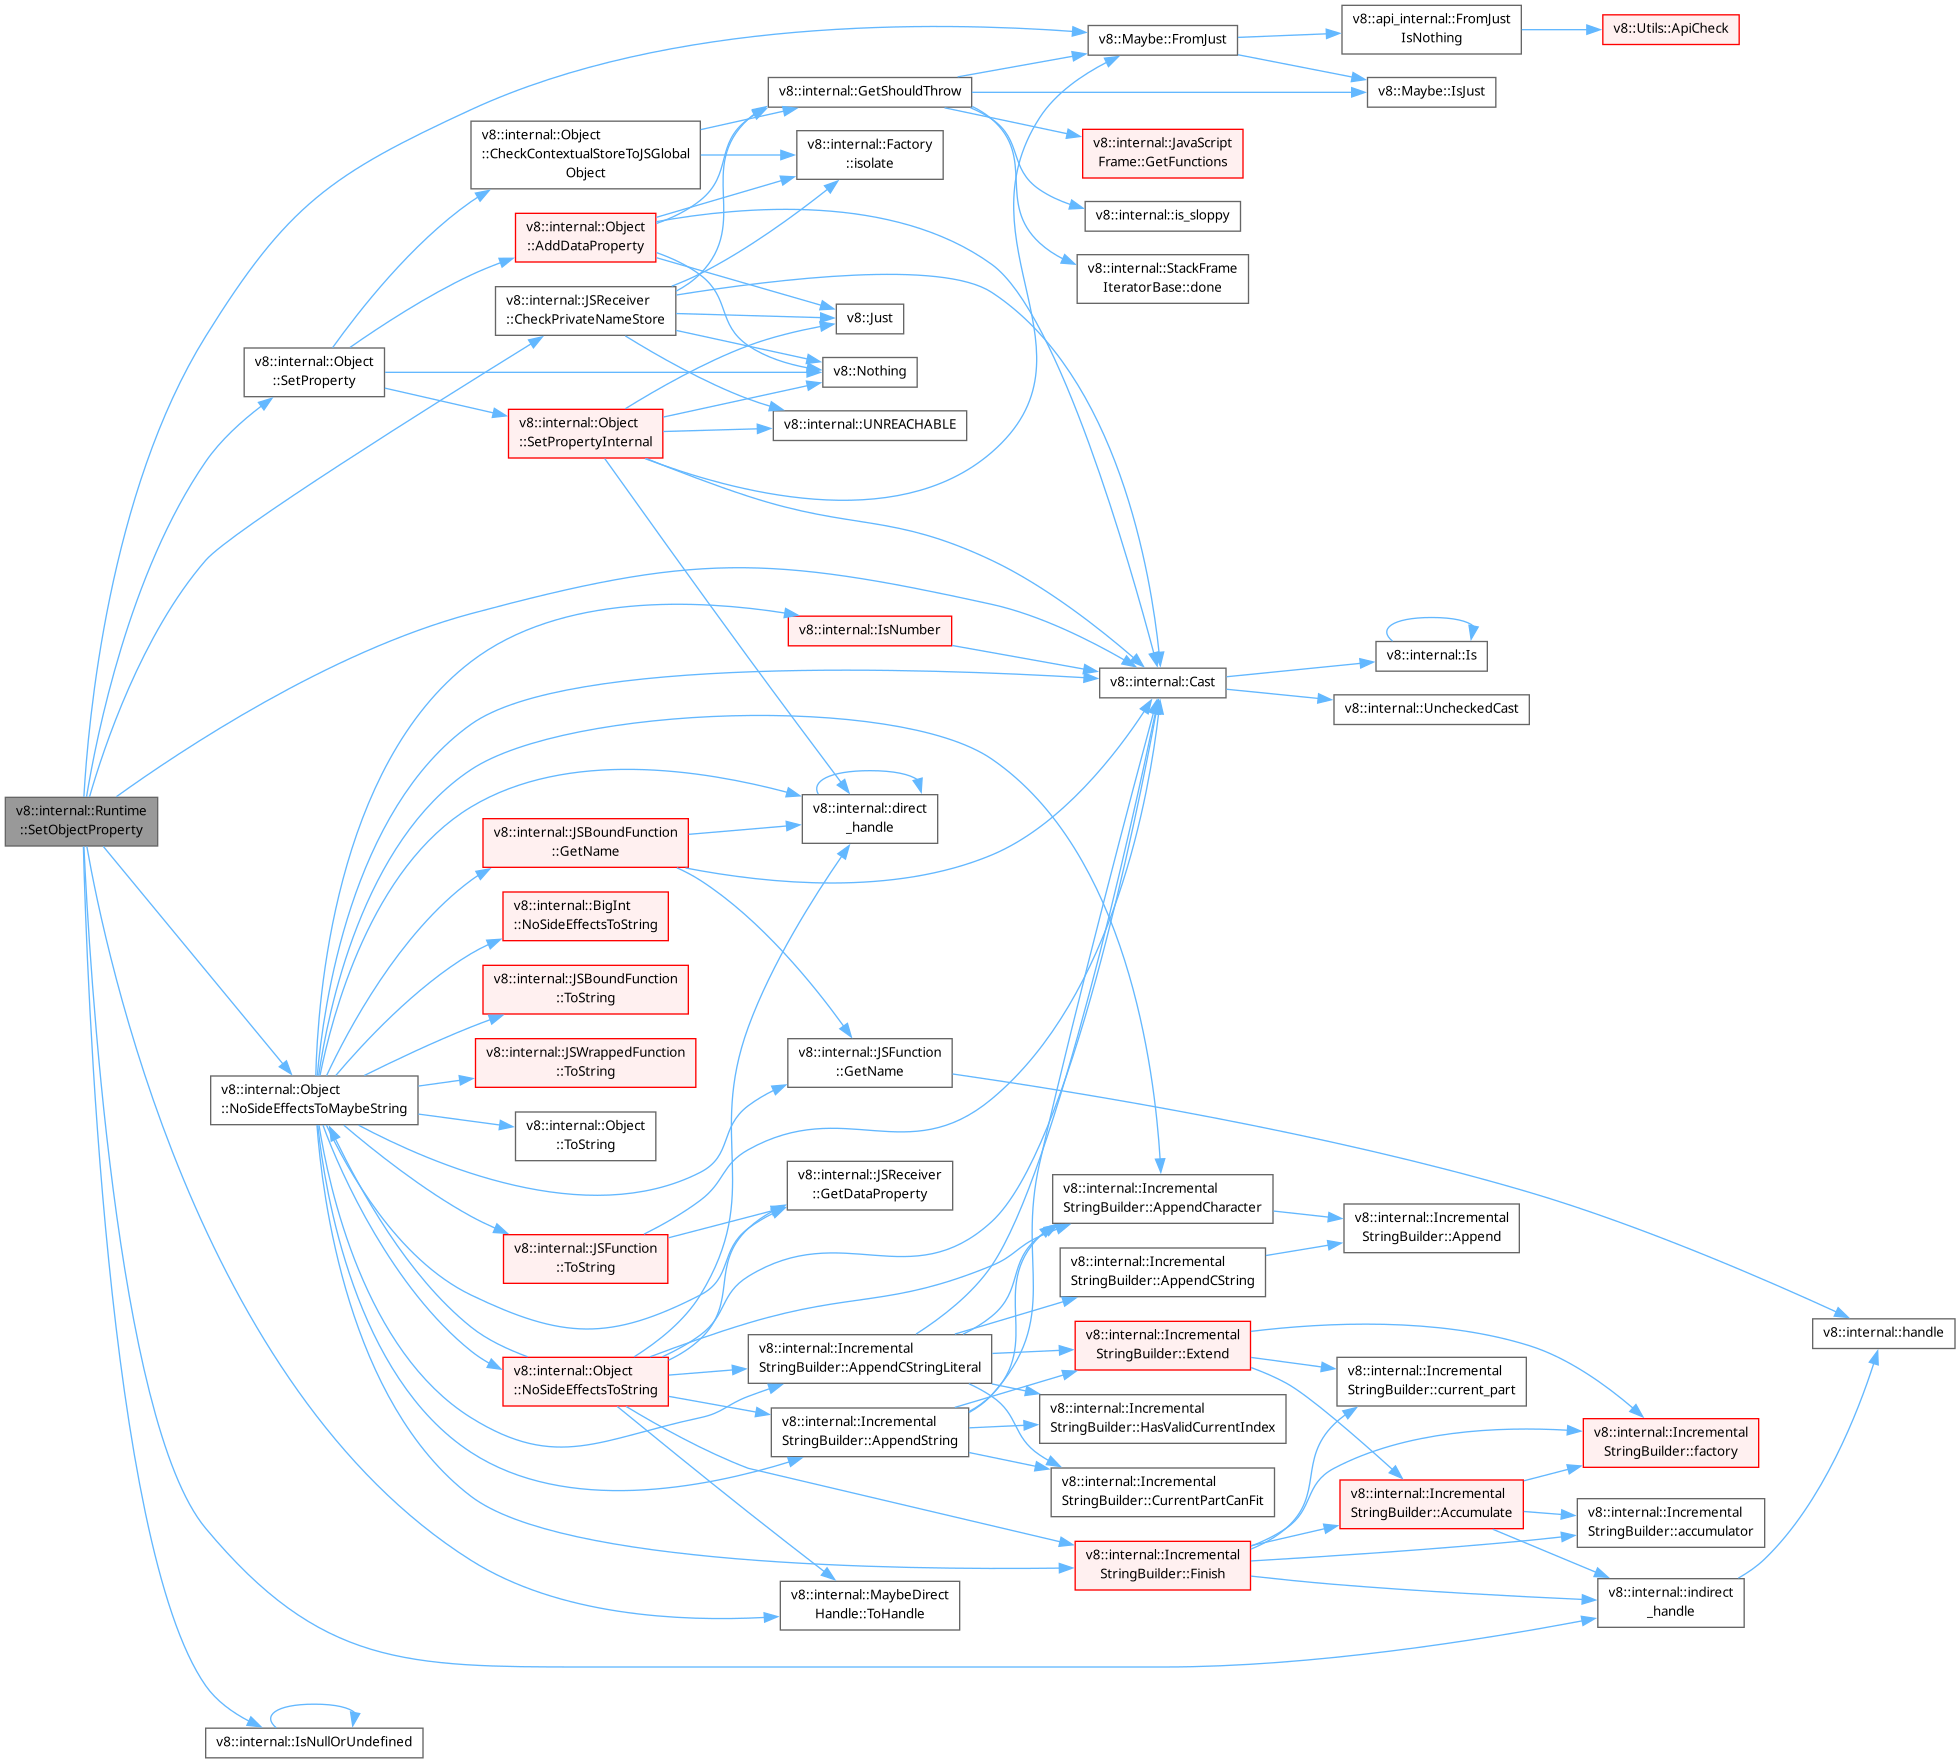 v8::internal::Runtime
::SetObjectProperty
v8::internal::Object
::SetProperty
v8::internal::Object
::NoSideEffectsToMaybeString
v8::internal::IsNullOrUndefined
v8::internal::Object
::CheckContextualStoreToJSGlobal
Object
v8::internal::Object
::AddDataProperty
v8::internal::JSReceiver
::CheckPrivateNameStore
v8::internal::Object
::SetPropertyInternal
v8::internal::JSBoundFunction
::GetName
v8::internal::BigInt
::NoSideEffectsToString
v8::internal::JSBoundFunction
::ToString
v8::internal::JSWrappedFunction
::ToString
v8::internal::Object
::ToString
v8::internal::JSFunction
::ToString
v8::internal::Object
::NoSideEffectsToString
v8::internal::GetShouldThrow
v8::internal::Factory
::isolate
v8::Just
v8::Nothing
v8::internal::UNREACHABLE
v8::internal::IsNumber
v8::internal::direct
_handle
v8::internal::JSFunction
::GetName
v8::internal::JSReceiver
::GetDataProperty
v8::internal::Incremental
StringBuilder::AppendCStringLiteral
v8::internal::Incremental
StringBuilder::AppendString
v8::internal::MaybeDirect
Handle::ToHandle
v8::Maybe::FromJust
v8::internal::JavaScript
Frame::GetFunctions
v8::internal::is_sloppy
v8::internal::StackFrame
IteratorBase::done
v8::internal::Cast
v8::internal::Incremental
StringBuilder::AppendCharacter
v8::internal::Incremental
StringBuilder::AppendCString
v8::internal::Incremental
StringBuilder::Extend
v8::internal::Incremental
StringBuilder::HasValidCurrentIndex
v8::internal::Incremental
StringBuilder::CurrentPartCanFit
v8::internal::Incremental
StringBuilder::Finish
v8::api_internal::FromJust
IsNothing
v8::Maybe::IsJust
v8::internal::Is
v8::internal::UncheckedCast
v8::internal::Incremental
StringBuilder::Append
v8::internal::Incremental
StringBuilder::current_part
v8::internal::Incremental
StringBuilder::Accumulate
v8::Utils::ApiCheck
v8::internal::Incremental
StringBuilder::factory
v8::internal::Incremental
StringBuilder::accumulator
v8::internal::indirect
_handle
v8::internal::handle